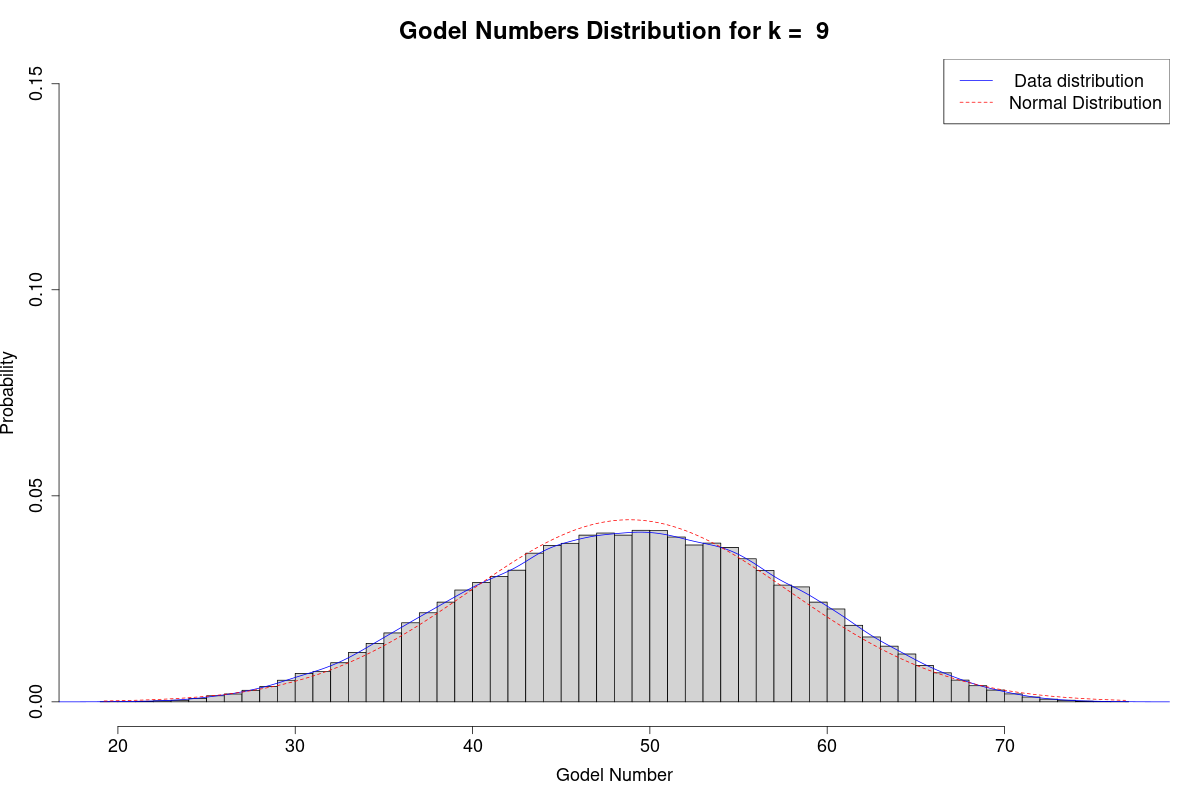 Godel Numbers Distribution for k =  9
Data distribution
Normal Distribution
0.15
0.10
0.05
0.00
Probability
20 30 40 50 60 70
Godel Number